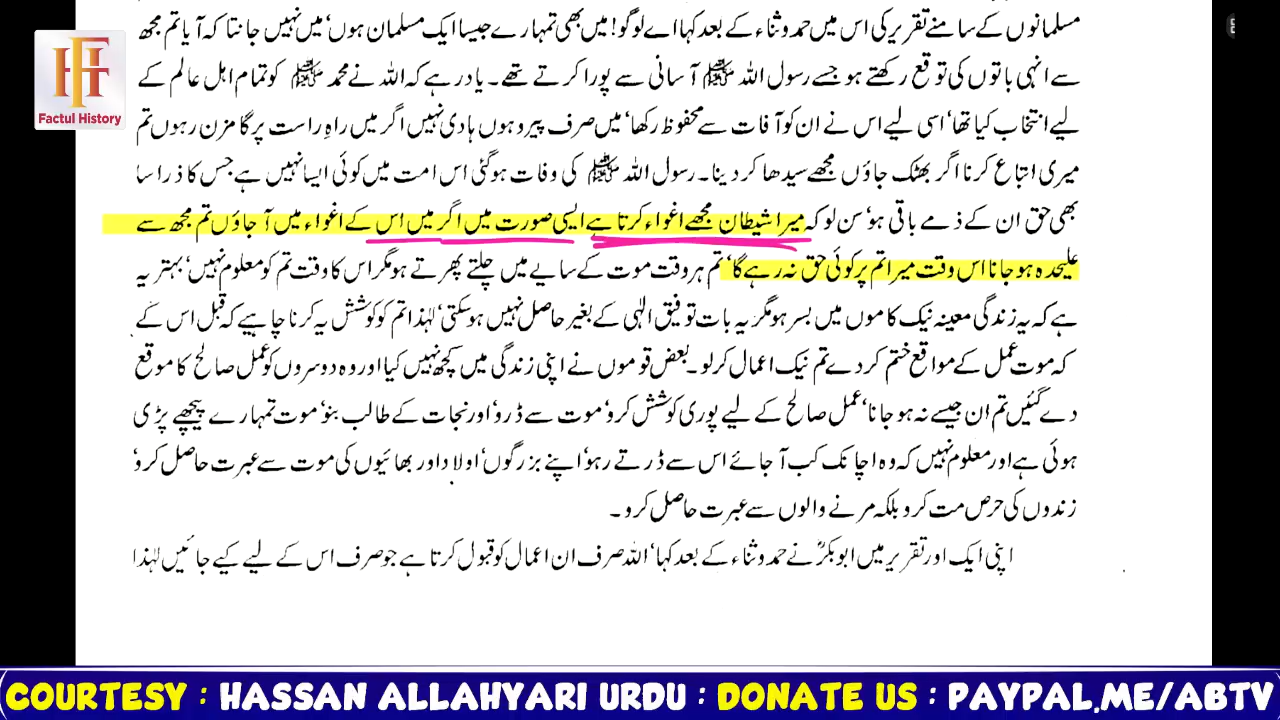 مسلمانوں کے سامنے تقریر کی اس میں حمد و ثناء کے بعد کہا اے لوگو! میں بھی تمہارے جیسا ایک مسلمان ہوں' میں نہیں جانتا کہ آیا تم مجھ
سے انہی باتوں کی توقع رکھتے ہو جسے رسول اللہ ﷺ آسانی سے پورا کرتے تھے۔ یاد رہے کہ اللہ نے محمد ﷺ کو تمام اہل عالم کے
لیے انتخاب کیا تھا' اسی لیے اس نے ان کو آفات سے محفوظ رکھا' میں صرف پیرو ہوں ہادی نہیں اگر میں راہِ راست پر گامزن رہوں تم
میری اتباع کرنا اگر بھٹک جاؤں مجھے سیدھا کر دینا۔ رسول اللہ ﷺ کی وفات ہو گئی اس امت میں کوئی ایسا نہیں ہے جس کا ذرا سا
بھی حق ان کے ذمے باقی ہو' سن لو کہ میرا شیطان مجھے اغواء کرتا ہے ایسی صورت میں اگر میں اس کے اغواء میں آ جاؤں تم مجھ سے
علیحدہ ہو جانا اس وقت میرا تم پر کوئی حق نہ رہے گا' تم ہر وقت موت کے سایے میں چلتے پھرتے ہو مگر اس کا وقت تم کو معلوم نہیں' بہتر یہ
ہے کہ یہ زندگی معینہ نیک کاموں میں بسر ہو مگر یہ بات توفیق الٰہی کے بغیر حاصل نہیں ہو سکتی' لہٰذا تم کو کوشش یہ کرنا چاہیے کہ قبل اس کے
کہ موت عمل کے مواقع ختم کر دے تم نیک اعمال کر لو۔ بعض قوموں نے اپنی زندگی میں کچھ نہیں کیا اور وہ دوسروں کو عمل صالح کا موقع
دے گئیں تم ان جیسے نہ ہو جانا' عمل صالح کے لیے پوری کوشش کرو' موت سے ڈرو' اور نجات کے طالب بنو' موت تمہارے پیچھے پڑی
ہوئی ہے اور معلوم نہیں کہ وہ اچانک کب آ جائے اس سے ڈرتے رہو' اپنے بزرگوں' اولاد اور بھائیوں کی موت سے عبرت حاصل کرو'
زندوں کی حرص مت کرو بلکہ مرنے والوں سے عبرت حاصل کرو۔
اپنی ایک اور تقریر میں ابوبکرؓ نے حمد و ثناء کے بعد کہا' اللہ صرف ان اعمال کو قبول کرتا ہے جو صرف اس کے لیے کیے جائیں لہٰذا
Factul History
COURTESY : HASSAN ALLAHYARI URDU : DONATE US : PAYPAL.ME/ABTV